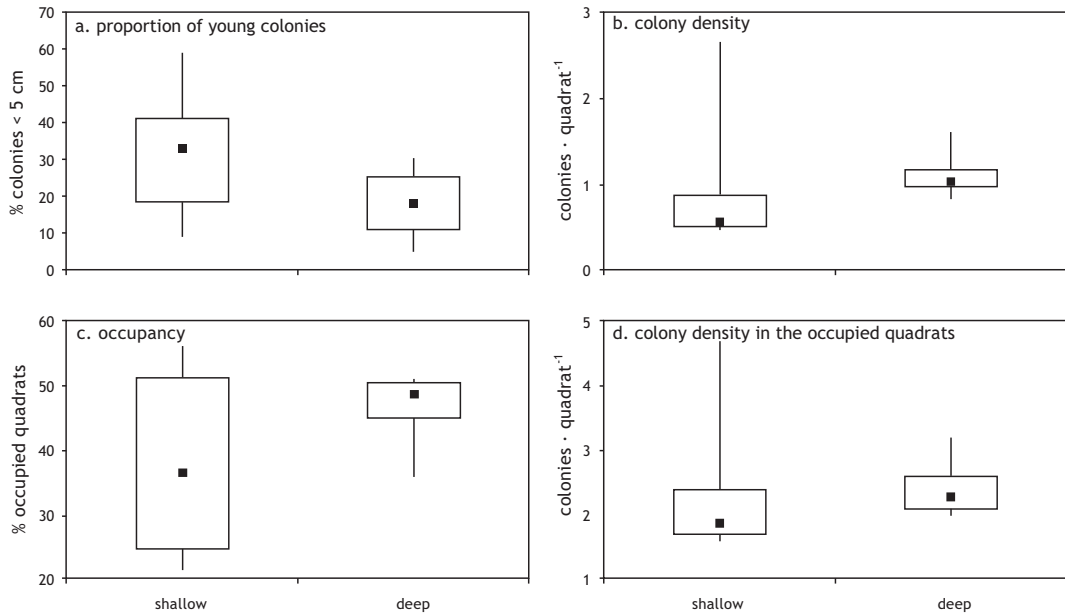 a. proportion of young colonies
% colonies < 5 cm
70
60
50
40
30
20
10
0
b. colony density
colonies · quadrat⁻¹
3
2
1
0
c. occupancy
% occupied quadrats
60
50
40
30
20
shallow
deep
d. colony density in the occupied quadrats
colonies · quadrat⁻¹
5
4
3
2
1
shallow
deep